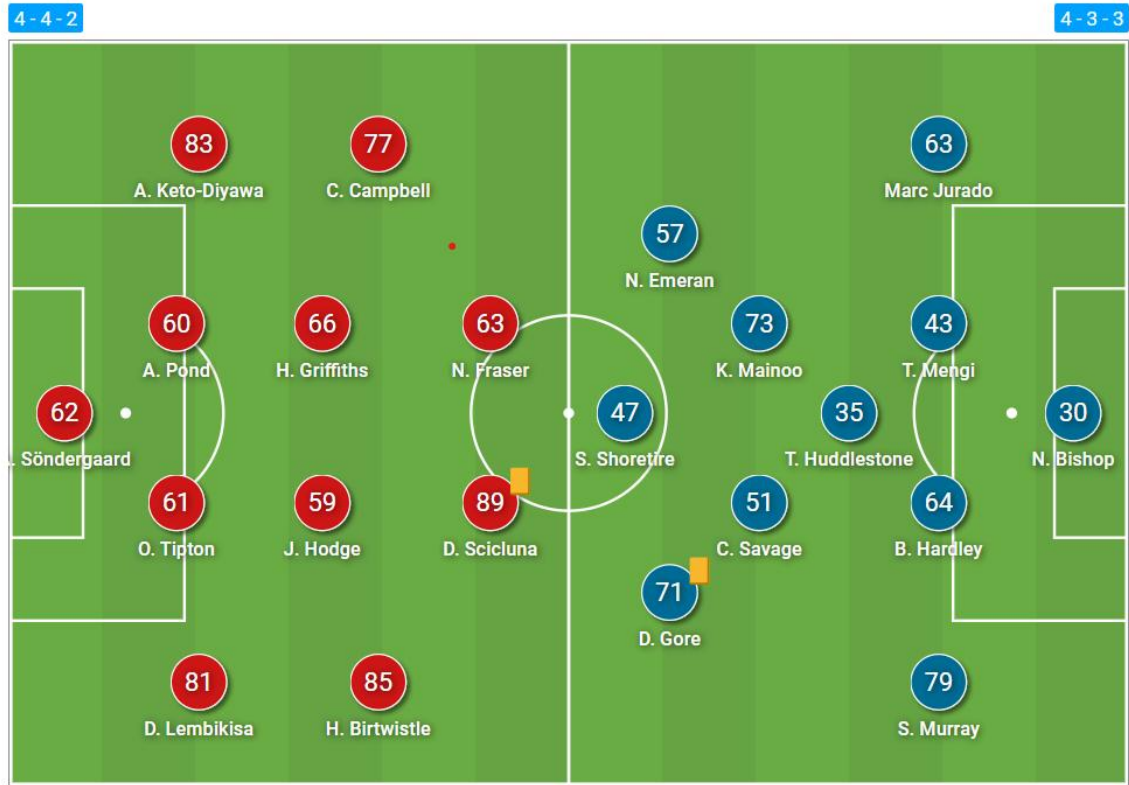 4 - 4 - 2
4 - 3 - 3
83
A. Keto-Diyawa
77
C. Campbell
63
Marc Jurado
57
N. Emeran
60
A. Pond
66
H. Griffiths
63
N. Fraser
73
K. Mainoo
43
T. Mengi
62
. Söndergaard
47
S. Shoretire
35
T. Huddlestone
30
N. Bishop
61
O. Tipton
59
J. Hodge
89
D. Scicluna
51
C. Savage
64
B. Hardley
71
D. Gore
81
D. Lembikisa
85
H. Birtwistle
79
S. Murray